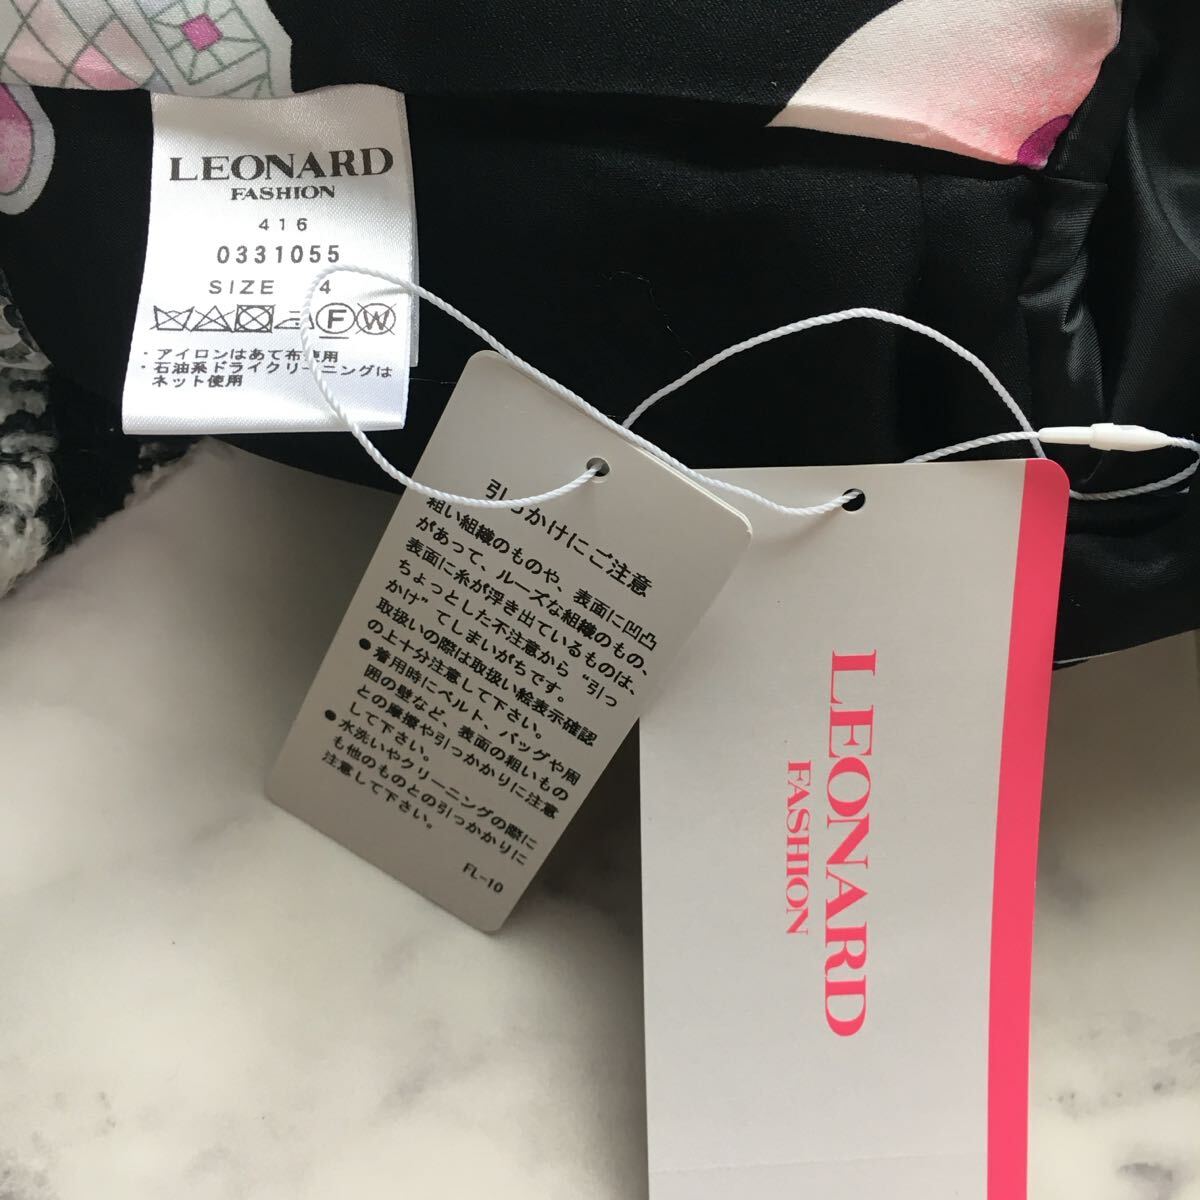 LEONARD
FASHION
416
0331055
SIZE 4
F W
・アイロンはあて布使用
・石油系ドライクリーニングは
ネット使用
引っかけにご注意
粗い組織のものや、表面に凹凸
があって、ルーズな組織のもの、
表面に糸が浮き出ているものは、
ちょっとした不注意から“引っ
かけ”てしまいがちです。
取扱いの際は取扱い絵表示確認
の上十分注意して下さい。
●着用時にベルト、バッグや周
囲の壁など、表面の粗いもの
との摩擦や引っかかりに注意
して下さい。
●水洗いやクリーニングの際に
も他のものとの引っかかりに
注意して下さい。
FL-10
LEONARD
FASHION